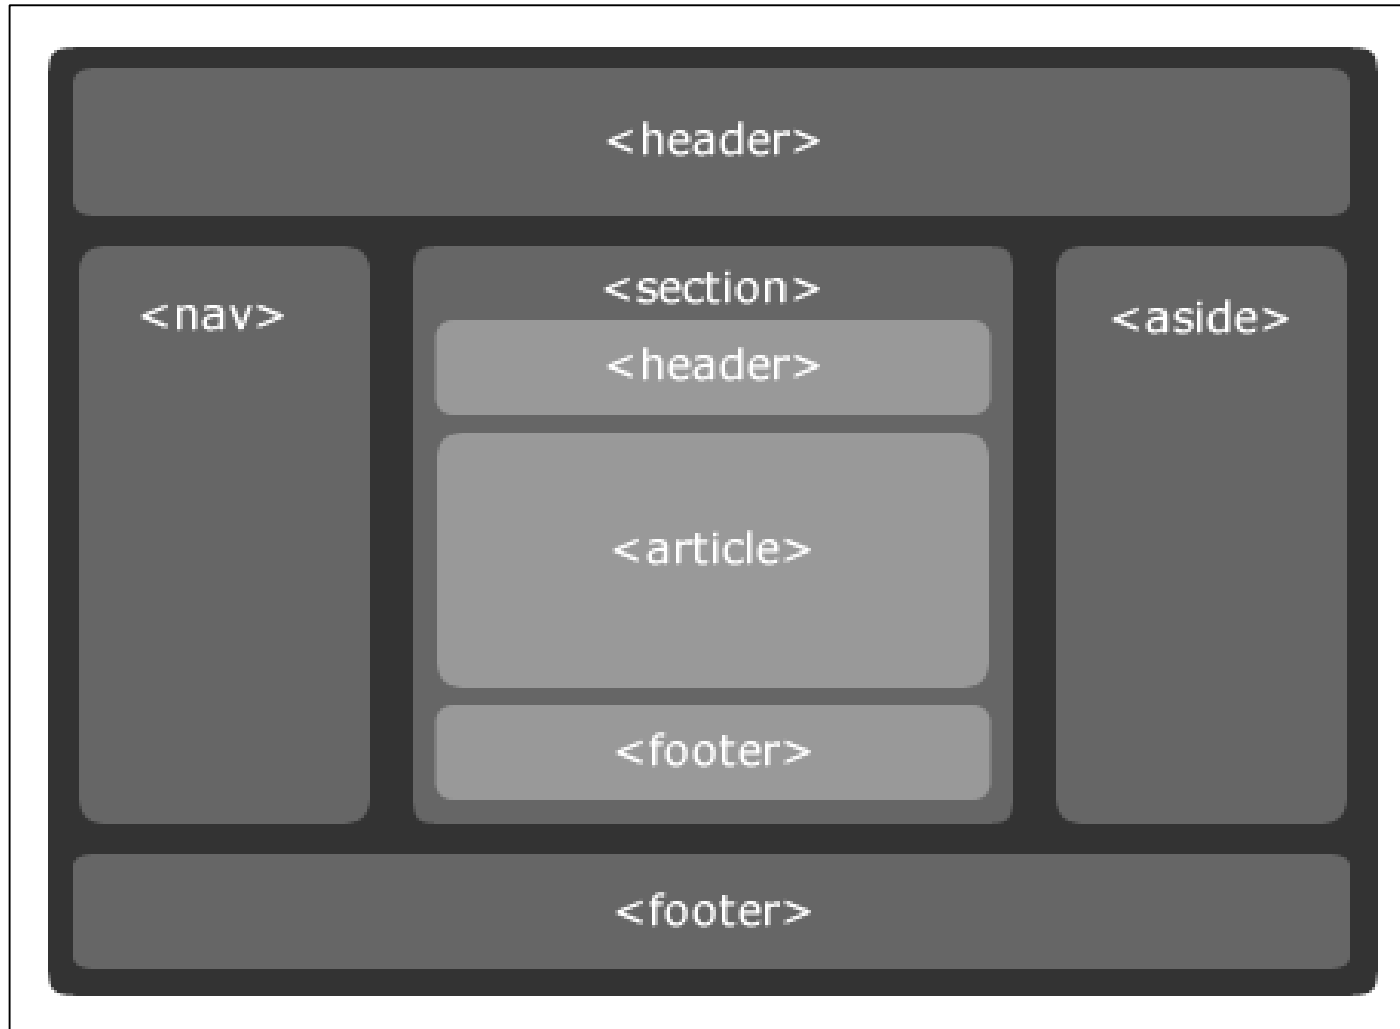 <header>
<nav>
<section>
<header>
<article>
<footer>
<aside>
<footer>